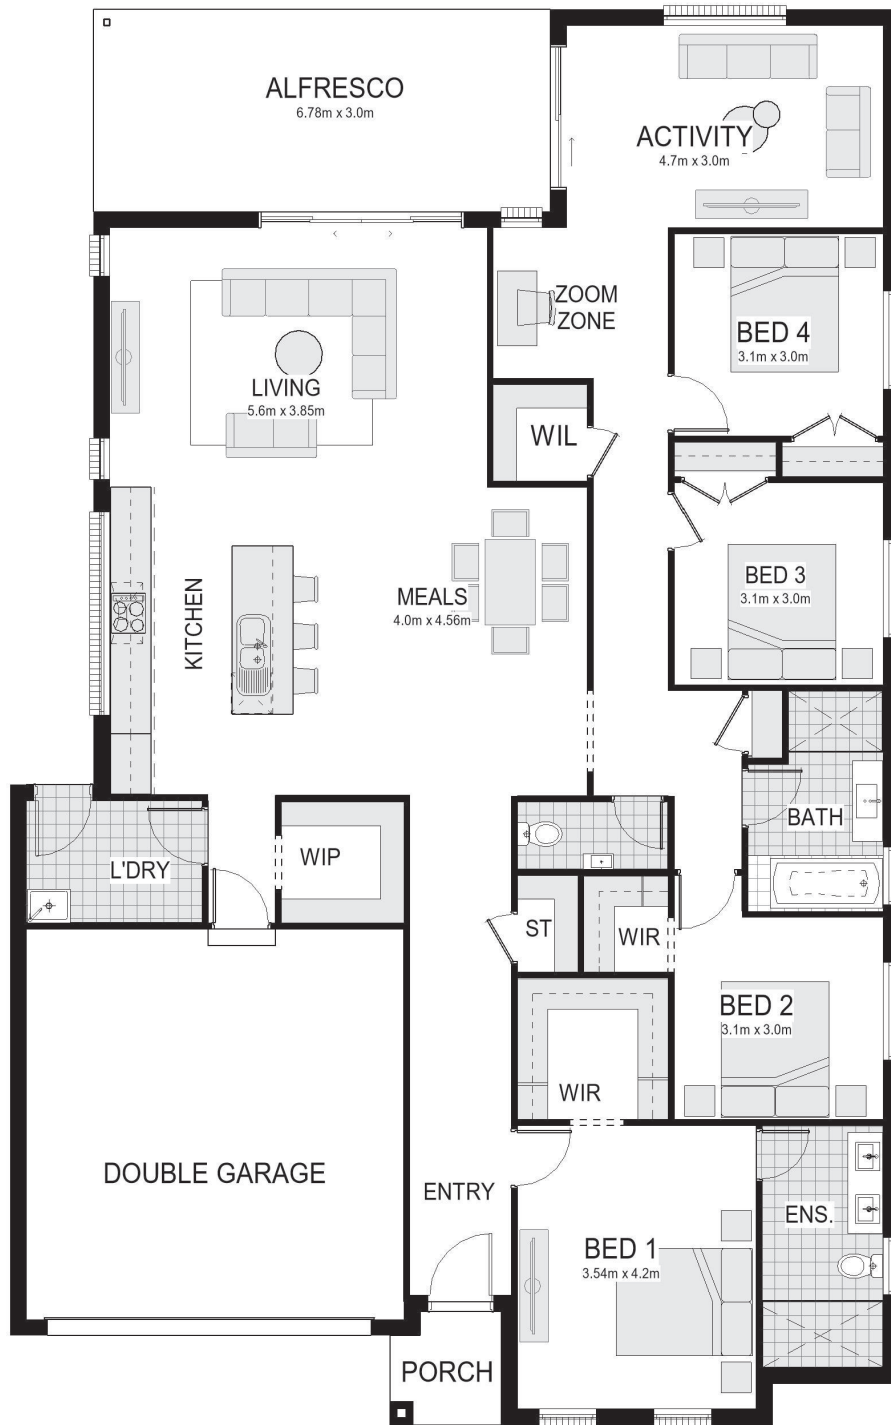 ALFRESCO
6.78m x 3.0m
ACTIVITY
4.7m x 3.0m
ZOOM
ZONE
BED 4
3.1m x 3.0m
LIVING
5.6m x 3.85m
WIL
BED 3
3.1m x 3.0m
KITCHEN
MEALS
4.0m x 4.56m
BATH
L'DRY
WIP
ST
WIR
BED 2
3.1m x 3.0m
WIR
DOUBLE GARAGE
ENTRY
ENS.
BED 1
3.54m x 4.2m
PORCH